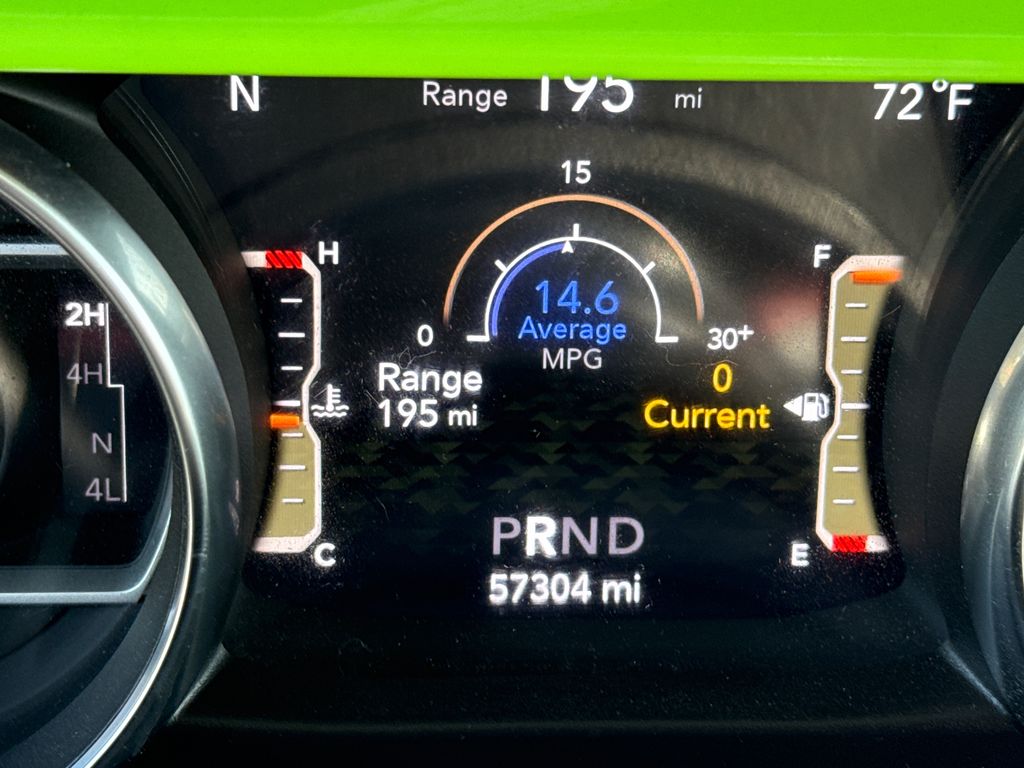 N Range 195 mi 72°F
15
H
F
14.6
Average
0
30+
MPG
2H
4H
N
4L
Range
195 mi
0
Current
PRND
57304 mi
C
E